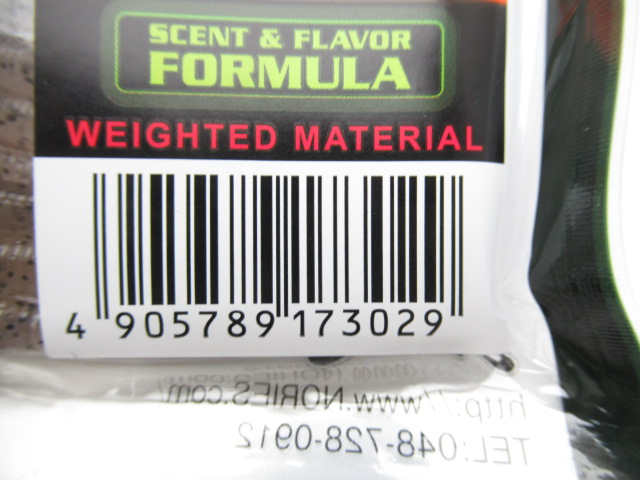 SCENT & FLAVOR
FORMULA
WEIGHTED MATERIAL
4 905789 173029
http://www.NORIES.com/
TEL:048-728-0912